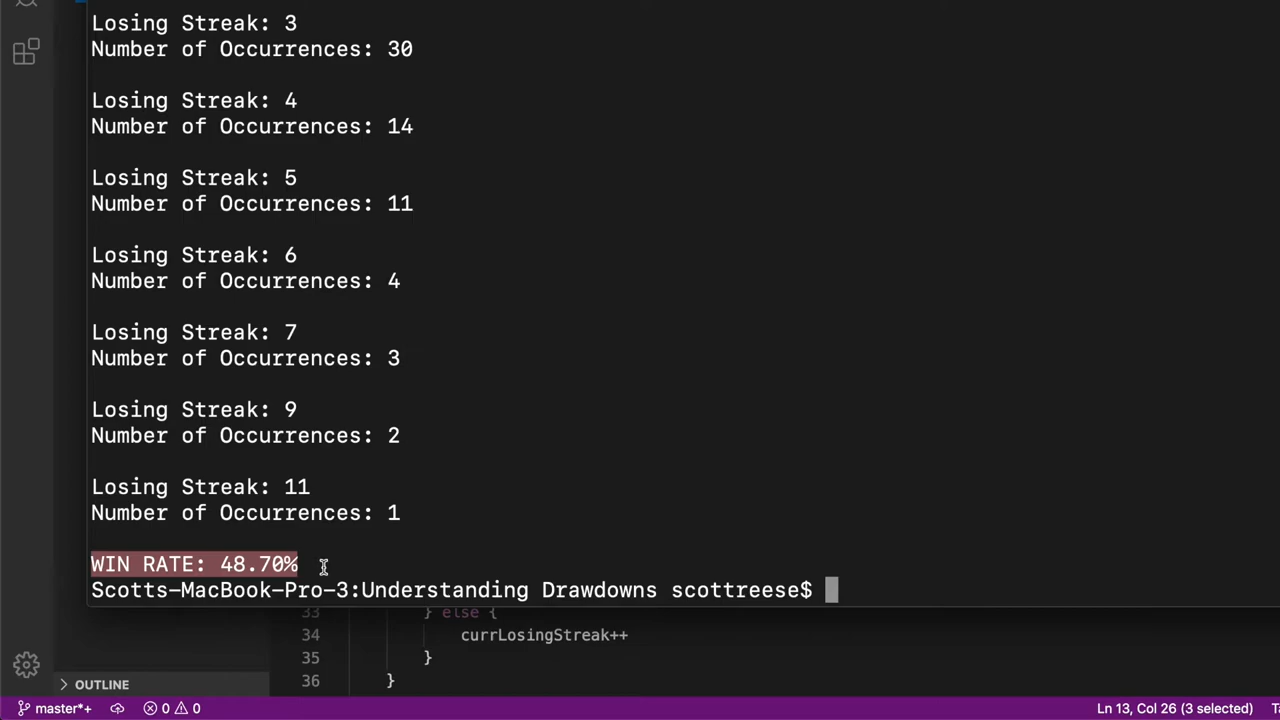 Losing Streak: 3
Number of Occurrences: 30
Losing Streak: 4
Number of Occurrences: 14
Losing Streak: 5
Number of Occurrences: 11
Losing Streak: 6
Number of Occurrences: 4
Losing Streak: 7
Number of Occurrences: 3
Losing Streak: 9
Number of Occurrences: 2
Losing Streak: 11
Number of Occurrences: 1
WIN RATE: 48.70%
Scotts-MacBook-Pro-3:Understanding Drawdowns scottreese$
33 } else {
34 currLosingStreak++
35 }
36 }
OUTLINE
master*+ 0 0 Ln 13, Col 26 (3 selected)